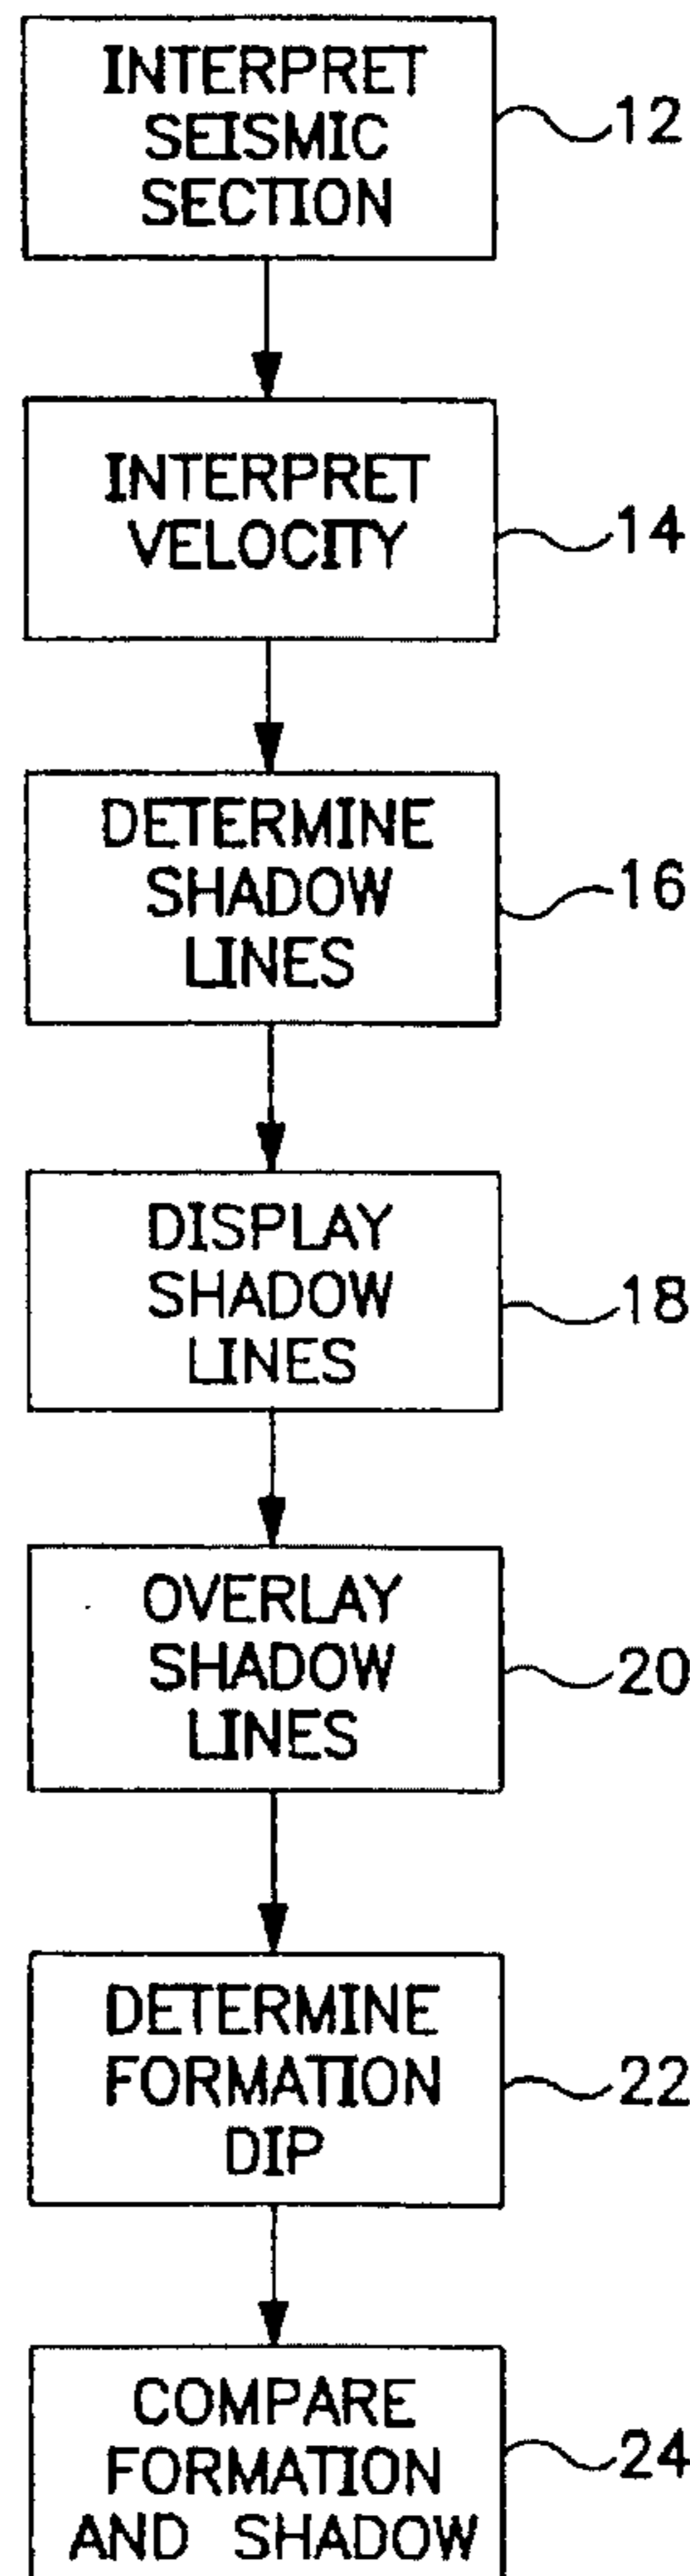 INTERPRET
SEISMIC
SECTION
12
INTERPRET
VELOCITY
14
DETERMINE
SHADOW
LINES
16
DISPLAY
SHADOW
LINES
18
OVERLAY
SHADOW
LINES
20
DETERMINE
FORMATION
DIP
22
COMPARE
FORMATION
AND SHADOW
24